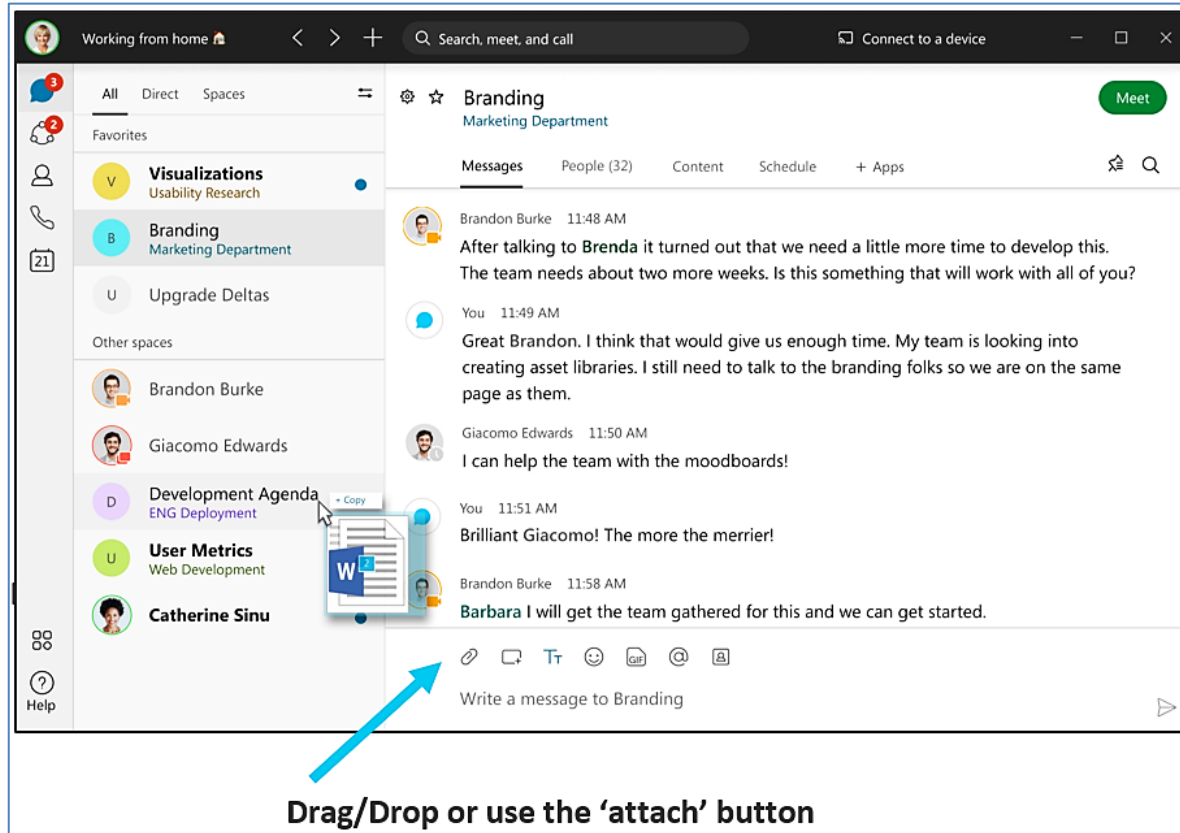 Working from home
Search, meet, and call
Connect to a device
3
2
21
Help
All Direct Spaces
Favorites
V
Visualizations
Usability Research
B
Branding
Marketing Department
U
Upgrade Deltas
Other spaces
Brandon Burke
Giacomo Edwards
D
Development Agenda
ENG Deployment
+ Copy
W
2
U
User Metrics
Web Development
Catherine Sinu
Branding
Marketing Department
Meet
Messages People (32) Content Schedule + Apps
Brandon Burke 11:48 AM
After talking to Brenda it turned out that we need a little more time to develop this.
The team needs about two more weeks. Is this something that will work with all of you?
You 11:49 AM
Great Brandon. I think that would give us enough time. My team is looking into
creating asset libraries. I still need to talk to the branding folks so we are on the same
page as them.
Giacomo Edwards 11:50 AM
I can help the team with the moodboards!
You 11:51 AM
Brilliant Giacomo! The more the merrier!
Brandon Burke 11:58 AM
Barbara I will get the team gathered for this and we can get started.
TT
GIF
@
Write a message to Branding
Drag/Drop or use the ‘attach’ button